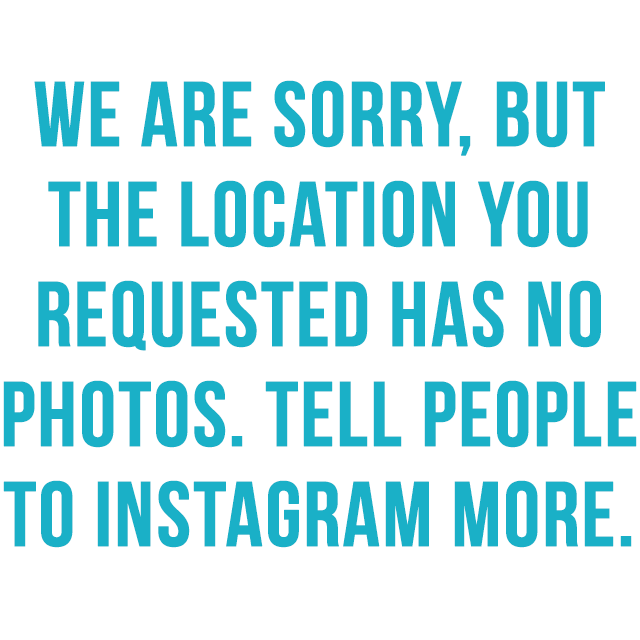 WE ARE SORRY, BUT
THE LOCATION YOU
REQUESTED HAS NO
PHOTOS. TELL PEOPLE
TO INSTAGRAM MORE.